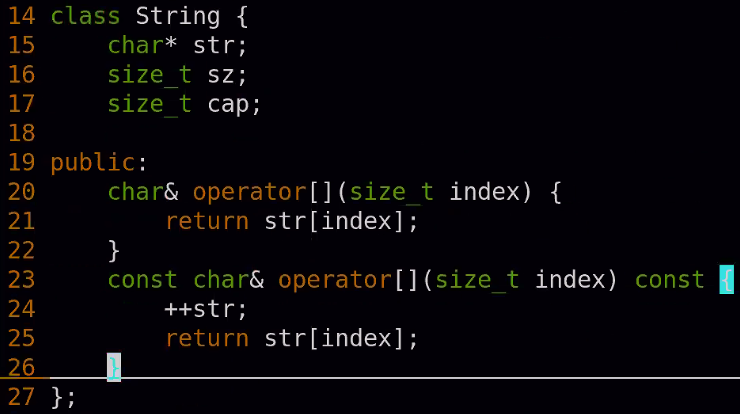 14 class String {
15     char* str;
16     size_t sz;
17     size_t cap;
18
19 public:
20     char& operator[](size_t index) {
21         return str[index];
22     }
23     const char& operator[](size_t index) const {
24         ++str;
25         return str[index];
26     }
27 };